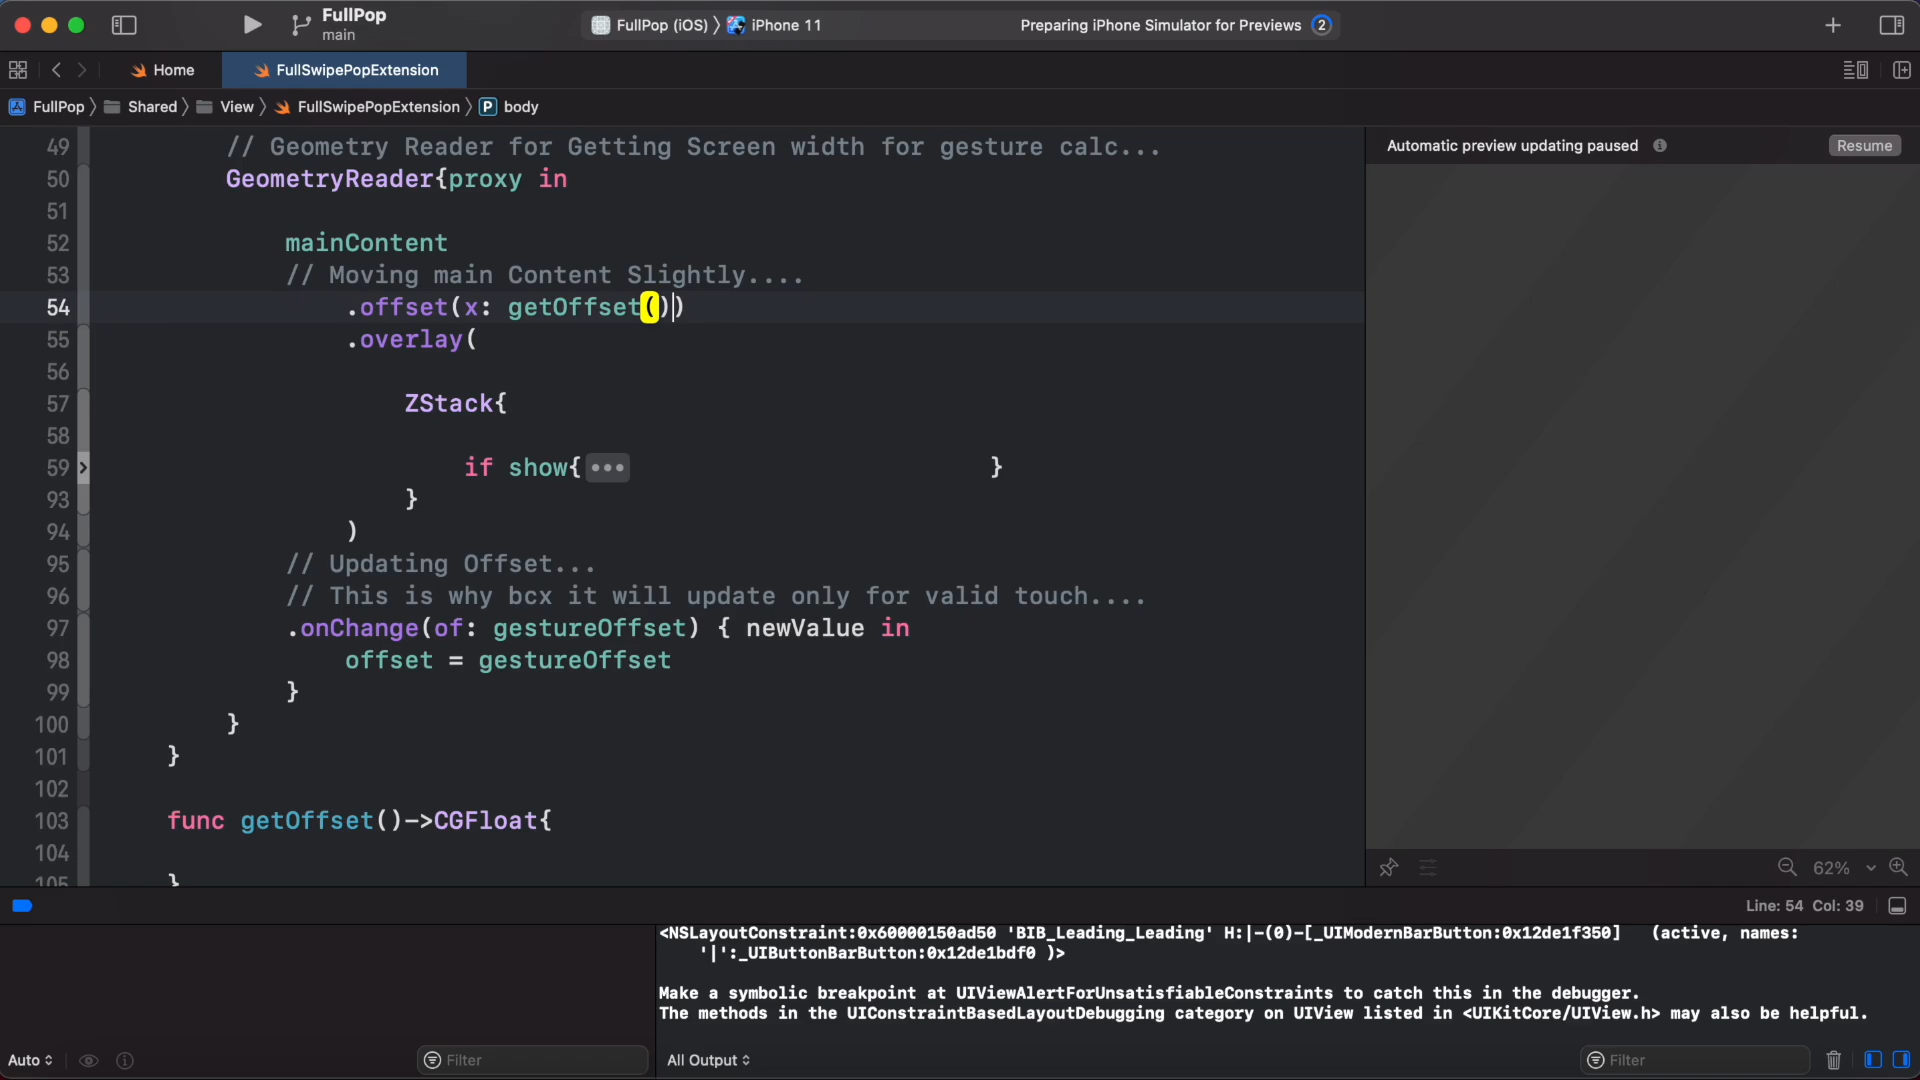 FullPop
main
FullPop (iOS) 〉 iPhone 11
Preparing iPhone Simulator for Previews 2
Home
FullSwipePopExtension
FullPop 〉 Shared 〉 View 〉 FullSwipePopExtension 〉 P body
49 // Geometry Reader for Getting Screen width for gesture calc...
50 GeometryReader{proxy in
51
52 mainContent
53 // Moving main Content Slightly....
54 .offset(x: getOffset())
55 .overlay(
56
57 ZStack{
58
59 if show{••• }
93 }
94 )
95 // Updating Offset...
96 // This is why bcx it will update only for valid touch....
97 .onChange(of: gestureOffset) { newValue in
98 offset = gestureOffset
99 }
100 }
101 }
102
103 func getOffset()->CGFloat{
104
105 }
Automatic preview updating paused
Resume
62%
Line: 54 Col: 39
<NSLayoutConstraint:0x60000150ad50 'BIB_Leading_Leading' H:|-(0)-[_UIModernBarButton:0x12de1f350] (active, names:
'|':_UIButtonBarButton:0x12de1bdf0 )>
Make a symbolic breakpoint at UIViewAlertForUnsatisfiableConstraints to catch this in the debugger.
The methods in the UIConstraintBasedLayoutDebugging category on UIView listed in <UIKitCore/UIView.h> may also be helpful.
Auto
Filter
All Output
Filter